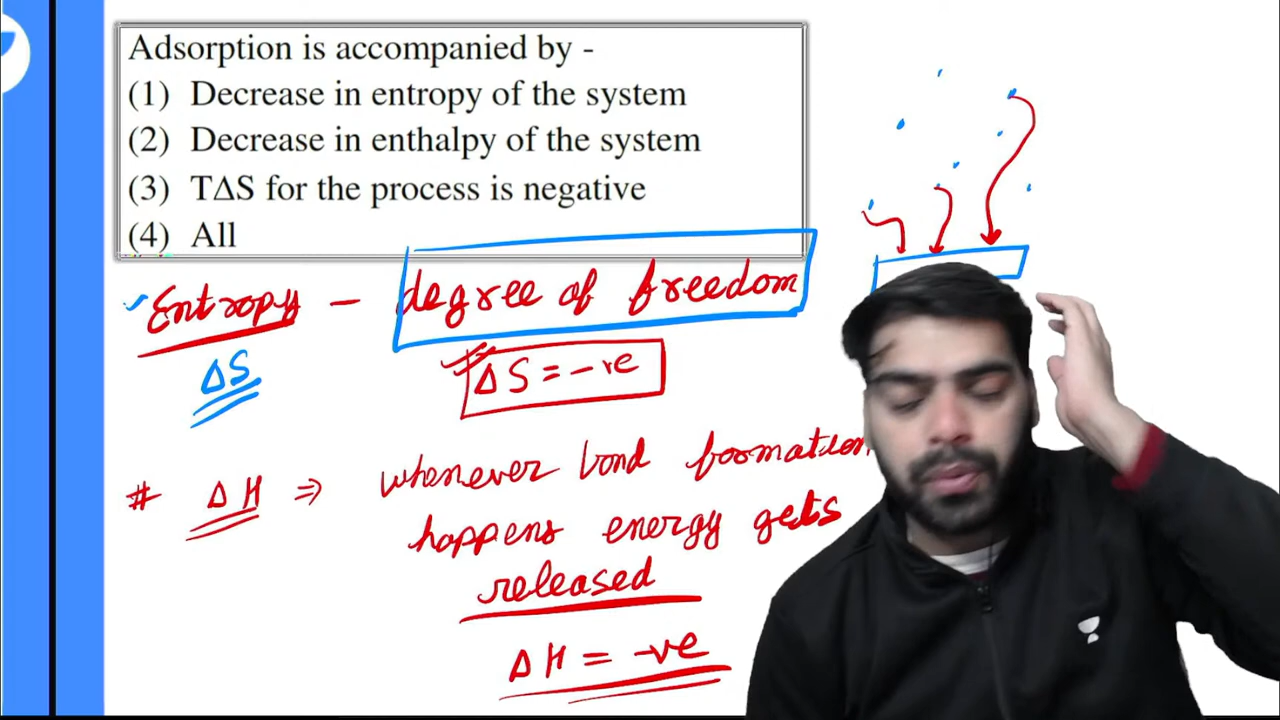 Adsorption is accompanied by -
(1) Decrease in entropy of the system
(2) Decrease in enthalpy of the system
(3) TΔS for the process is negative
(4) All
Entropy - degree of freedom
ΔS
ΔS = -ve
# ΔH ⇒ whenever bond formation
happens energy gets
released
ΔH = -ve